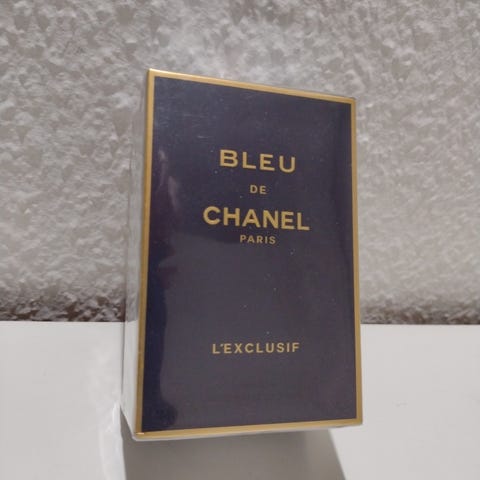 BLEU
DE
CHANEL
PARIS
L'EXCLUSIF